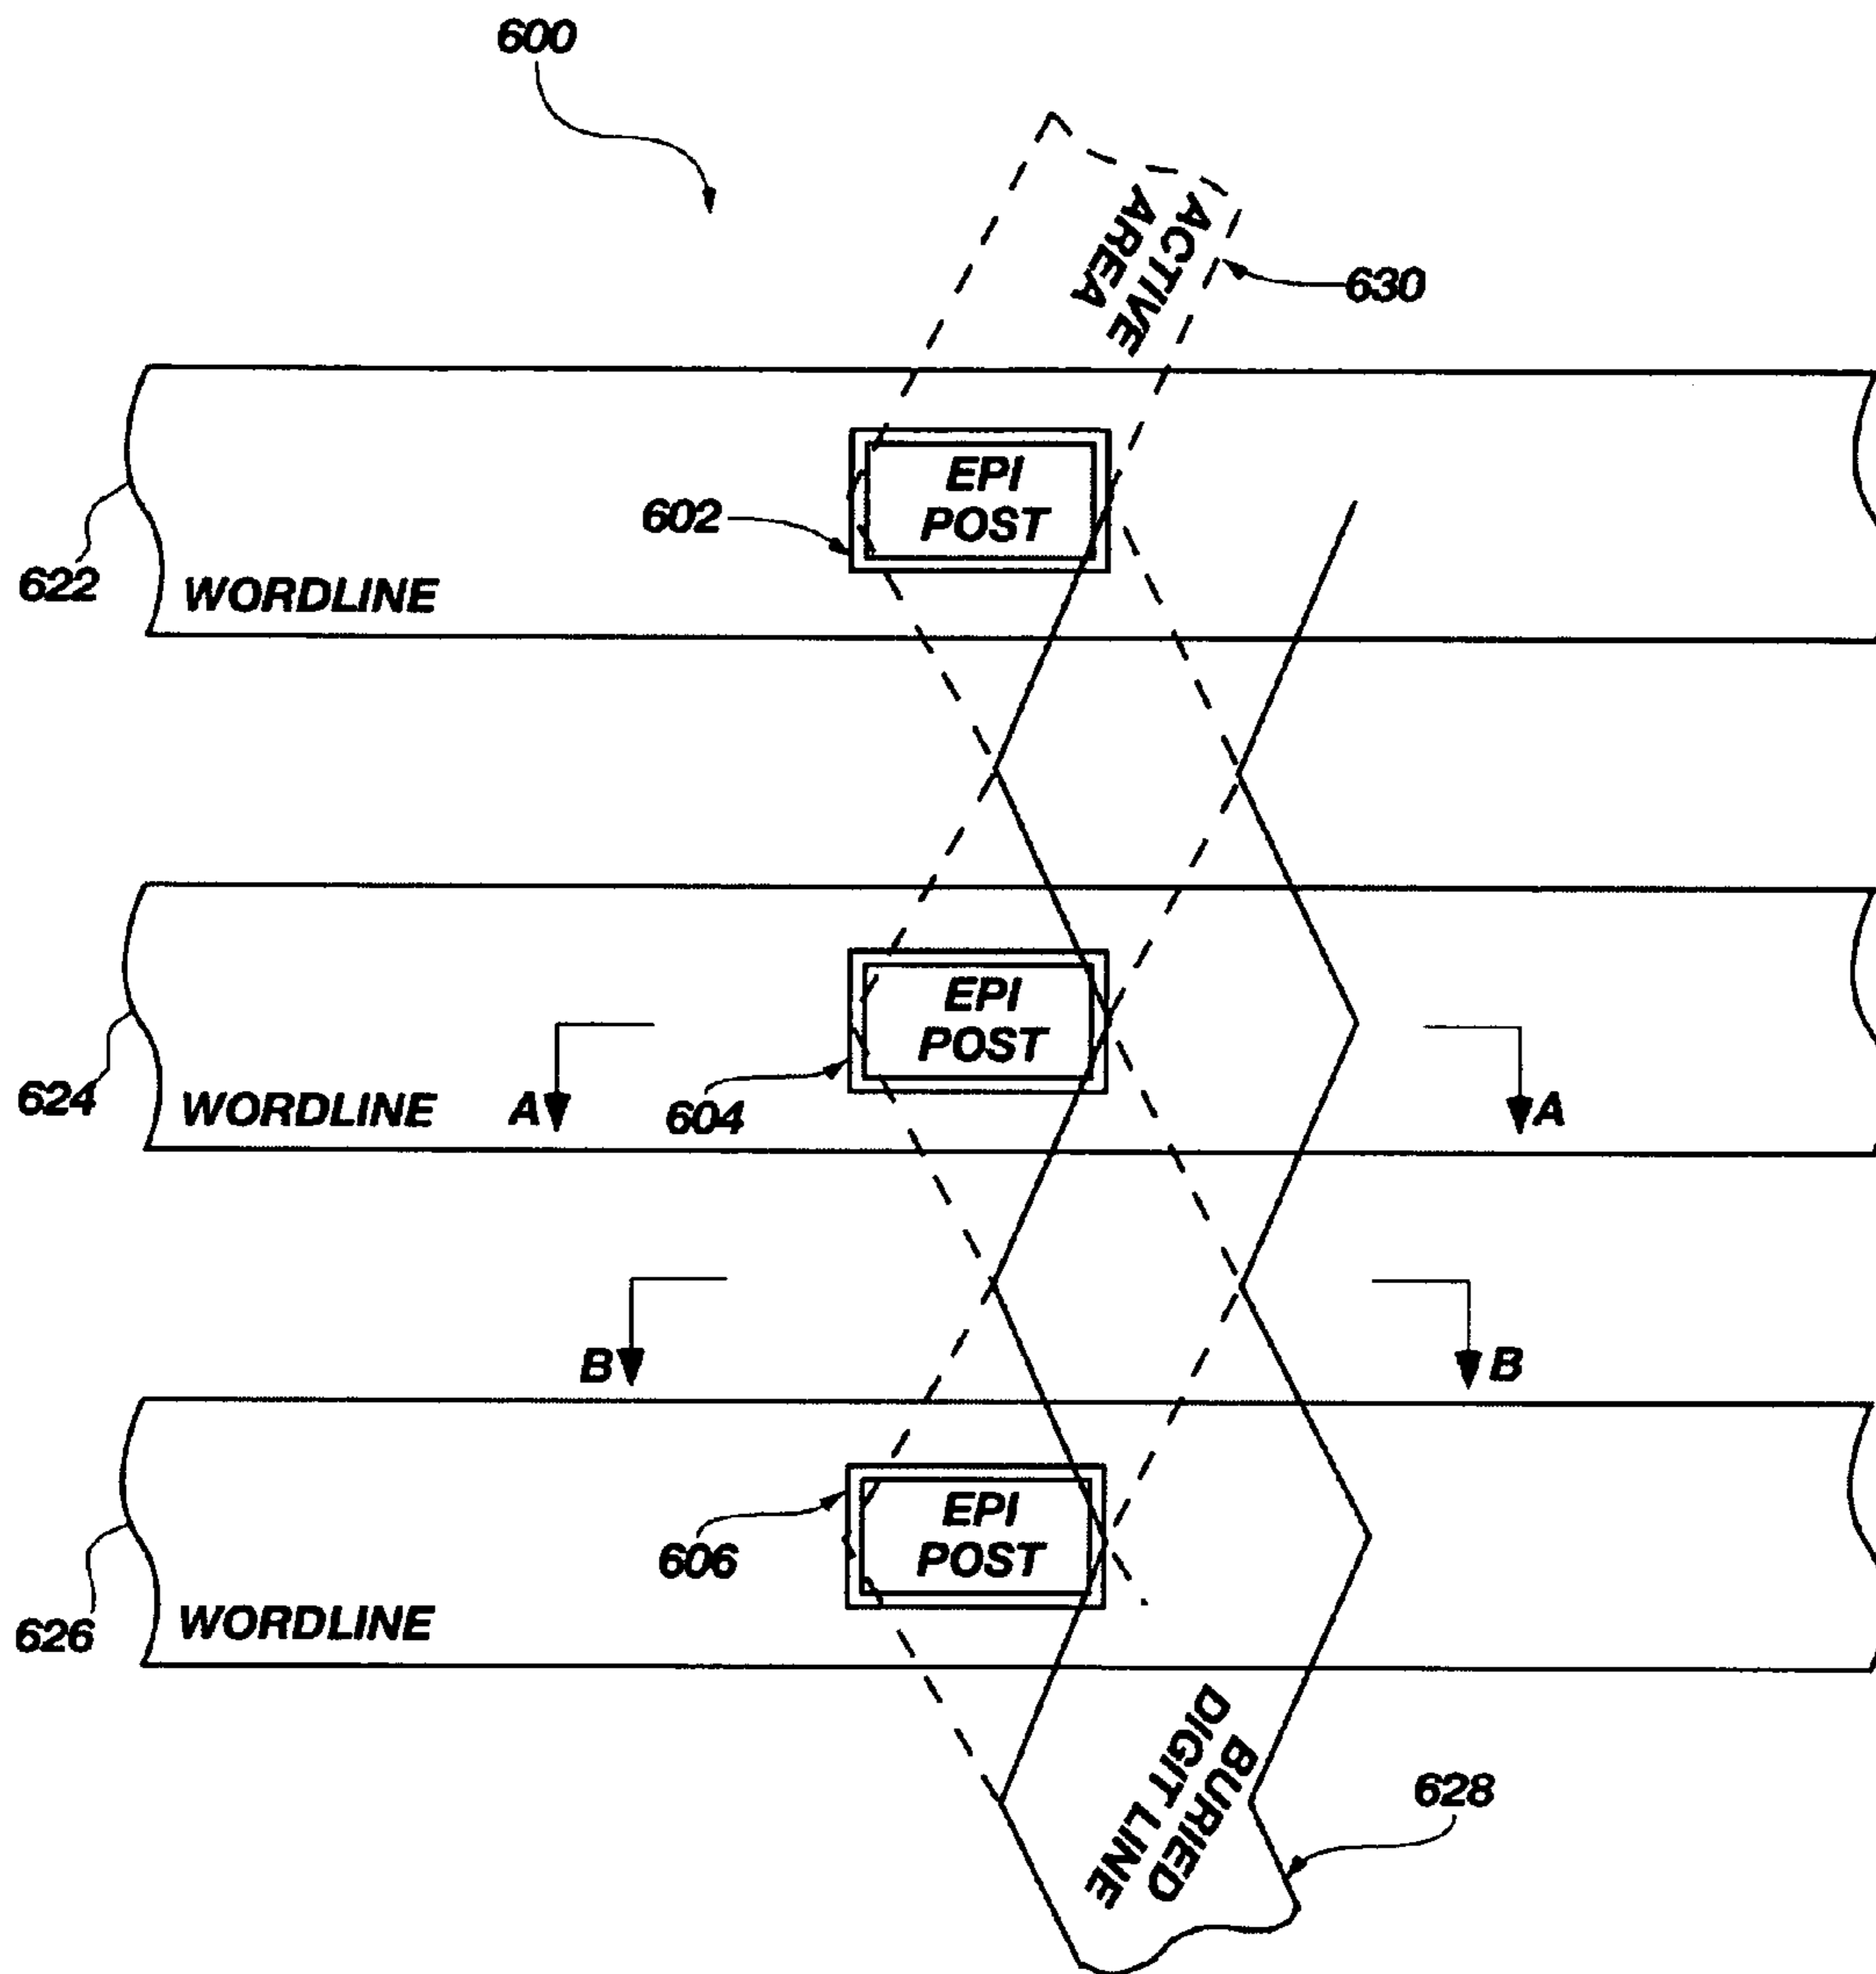 600
ACTIVE
AREA
630
EPI
POST
602
622
WORDLINE
EPI
POST
624
WORDLINE
A
604
A
B
B
EPI
POST
606
626
WORDLINE
BURIED
DIGIT LINE
628